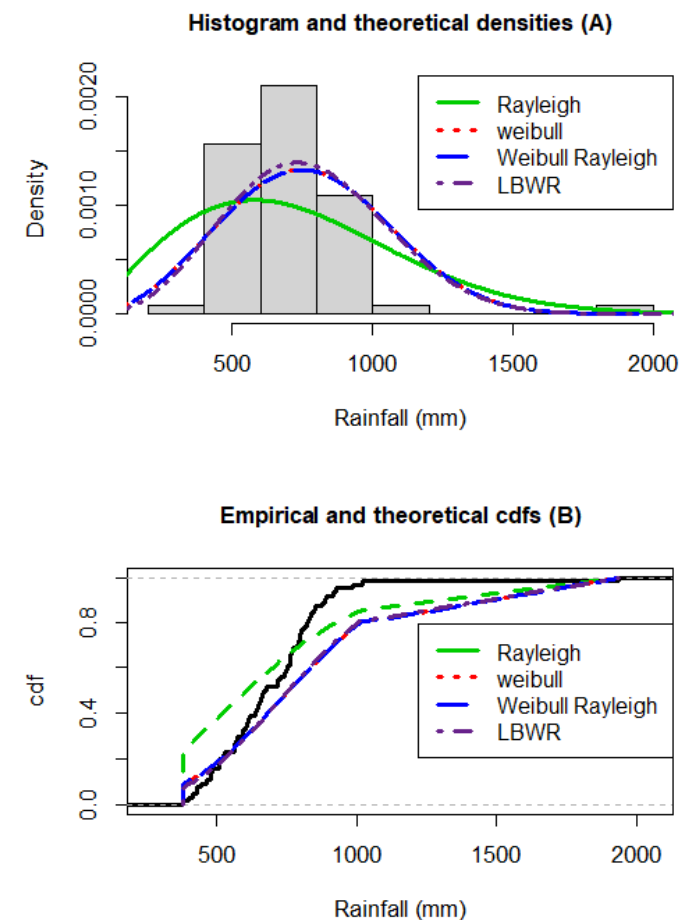 Histogram and theoretical densities (A)
Density
0.0000
0.0010
0.0020
Rayleigh
weibull
Weibull Rayleigh
LBWR
500 1000 1500 2000
Rainfall (mm)
Empirical and theoretical cdfs (B)
cdf
0.0
0.4
0.8
Rayleigh
weibull
Weibull Rayleigh
LBWR
500 1000 1500 2000
Rainfall (mm)